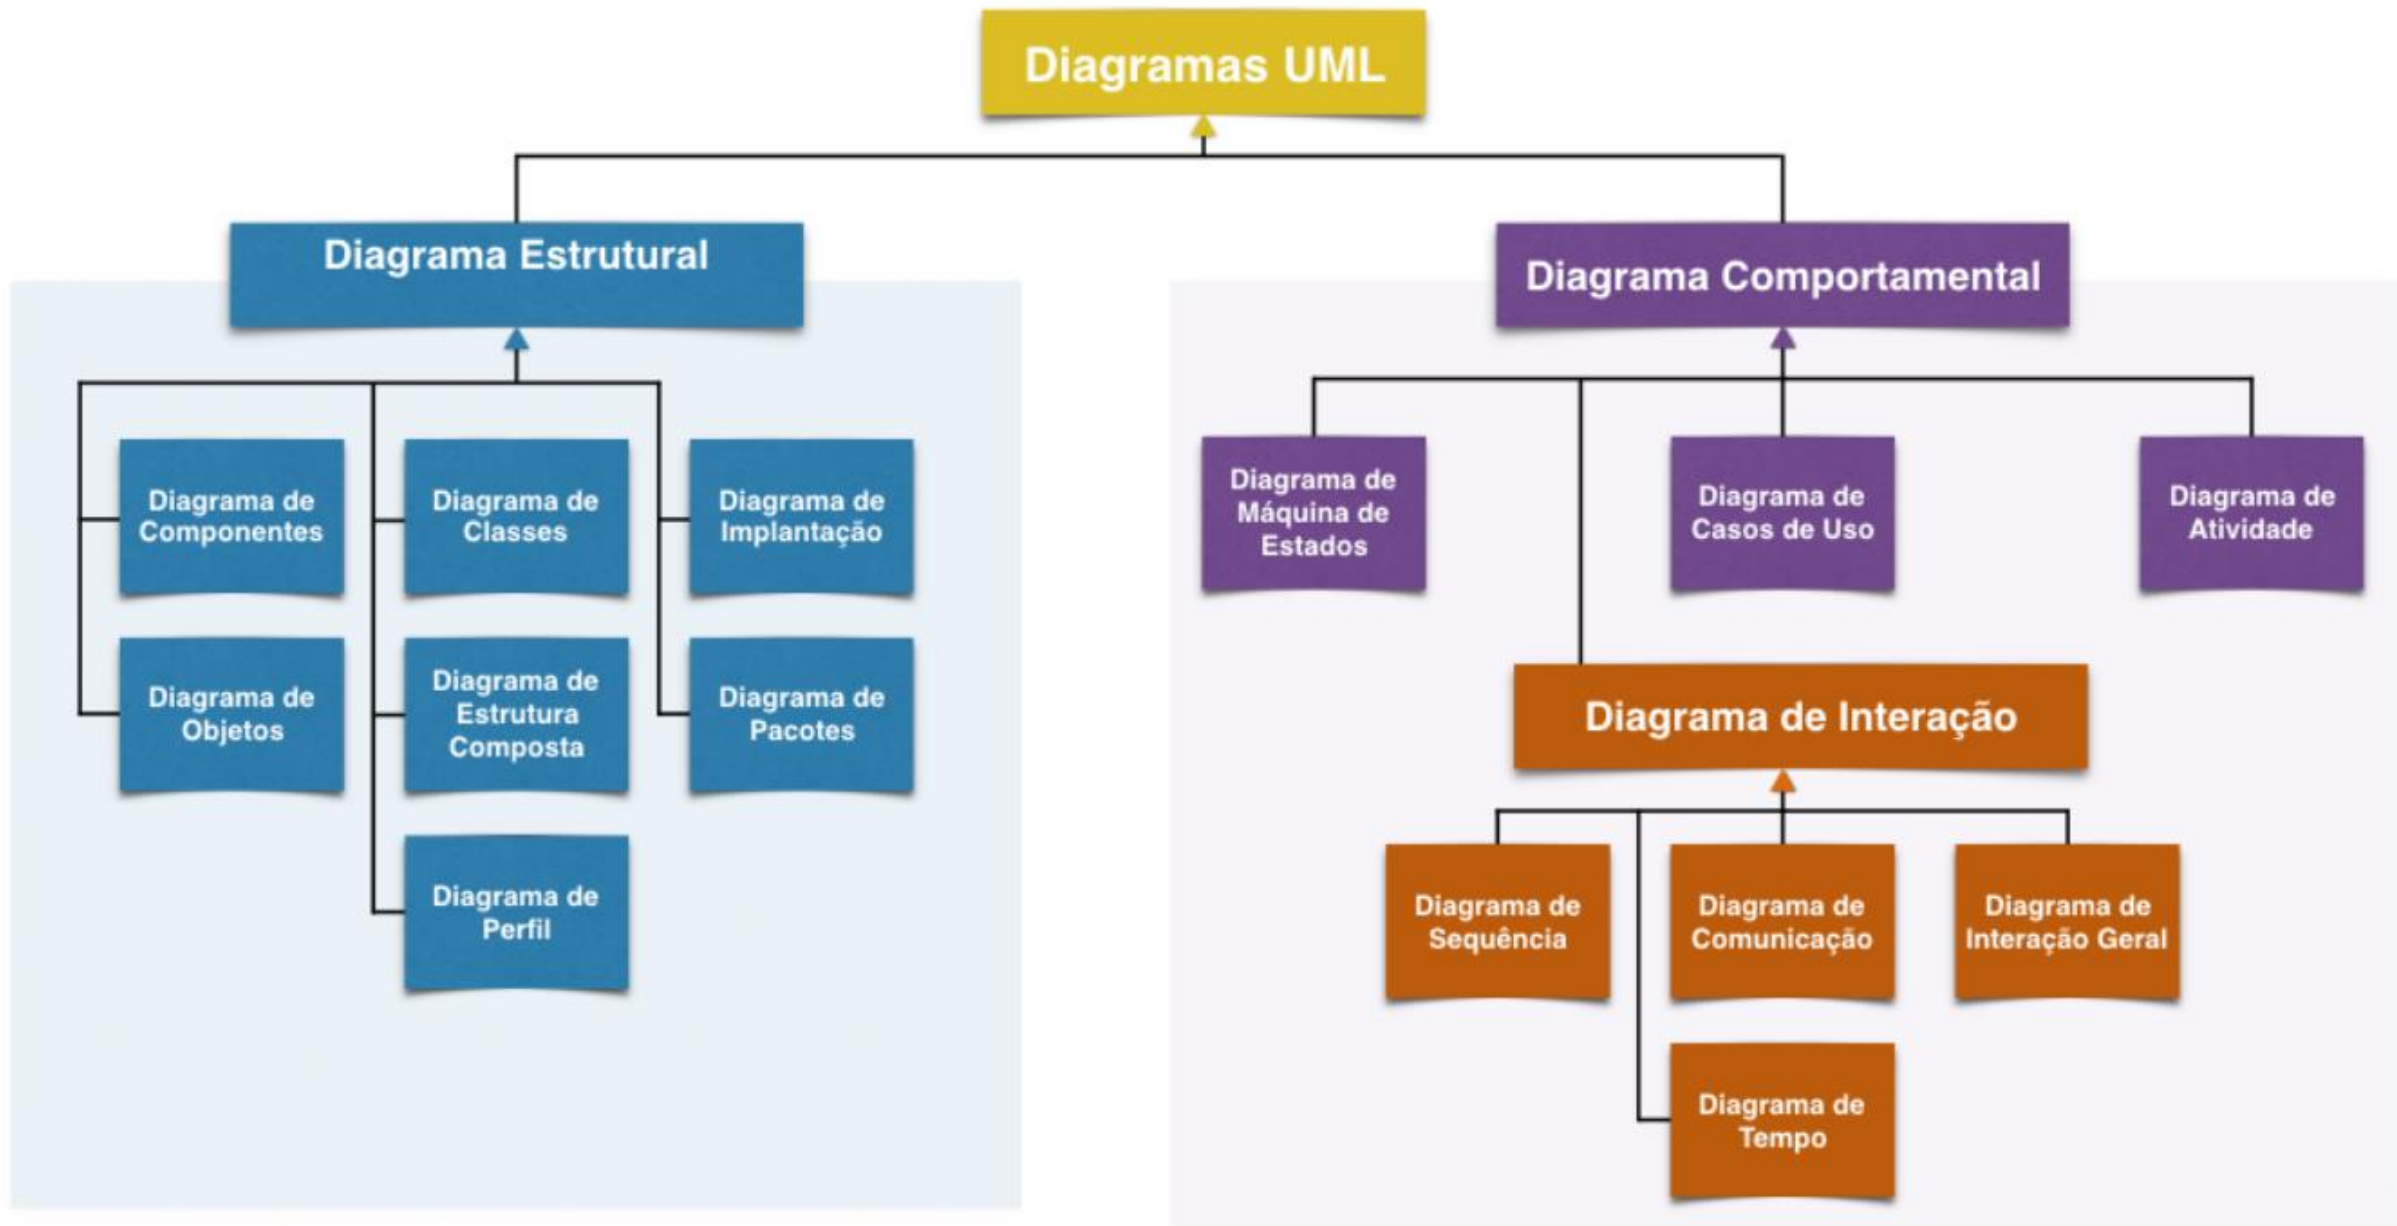 Diagramas UML
Diagrama Estrutural
Diagrama Comportamental
Diagrama de
Componentes
Diagrama de
Classes
Diagrama de
Implantação
Diagrama de
Objetos
Diagrama de
Estrutura
Composta
Diagrama de
Pacotes
Diagrama de
Perfil
Diagrama de
Máquina de
Estados
Diagrama de
Casos de Uso
Diagrama de
Atividade
Diagrama de Interação
Diagrama de
Sequência
Diagrama de
Comunicação
Diagrama de
Interação Geral
Diagrama de
Tempo